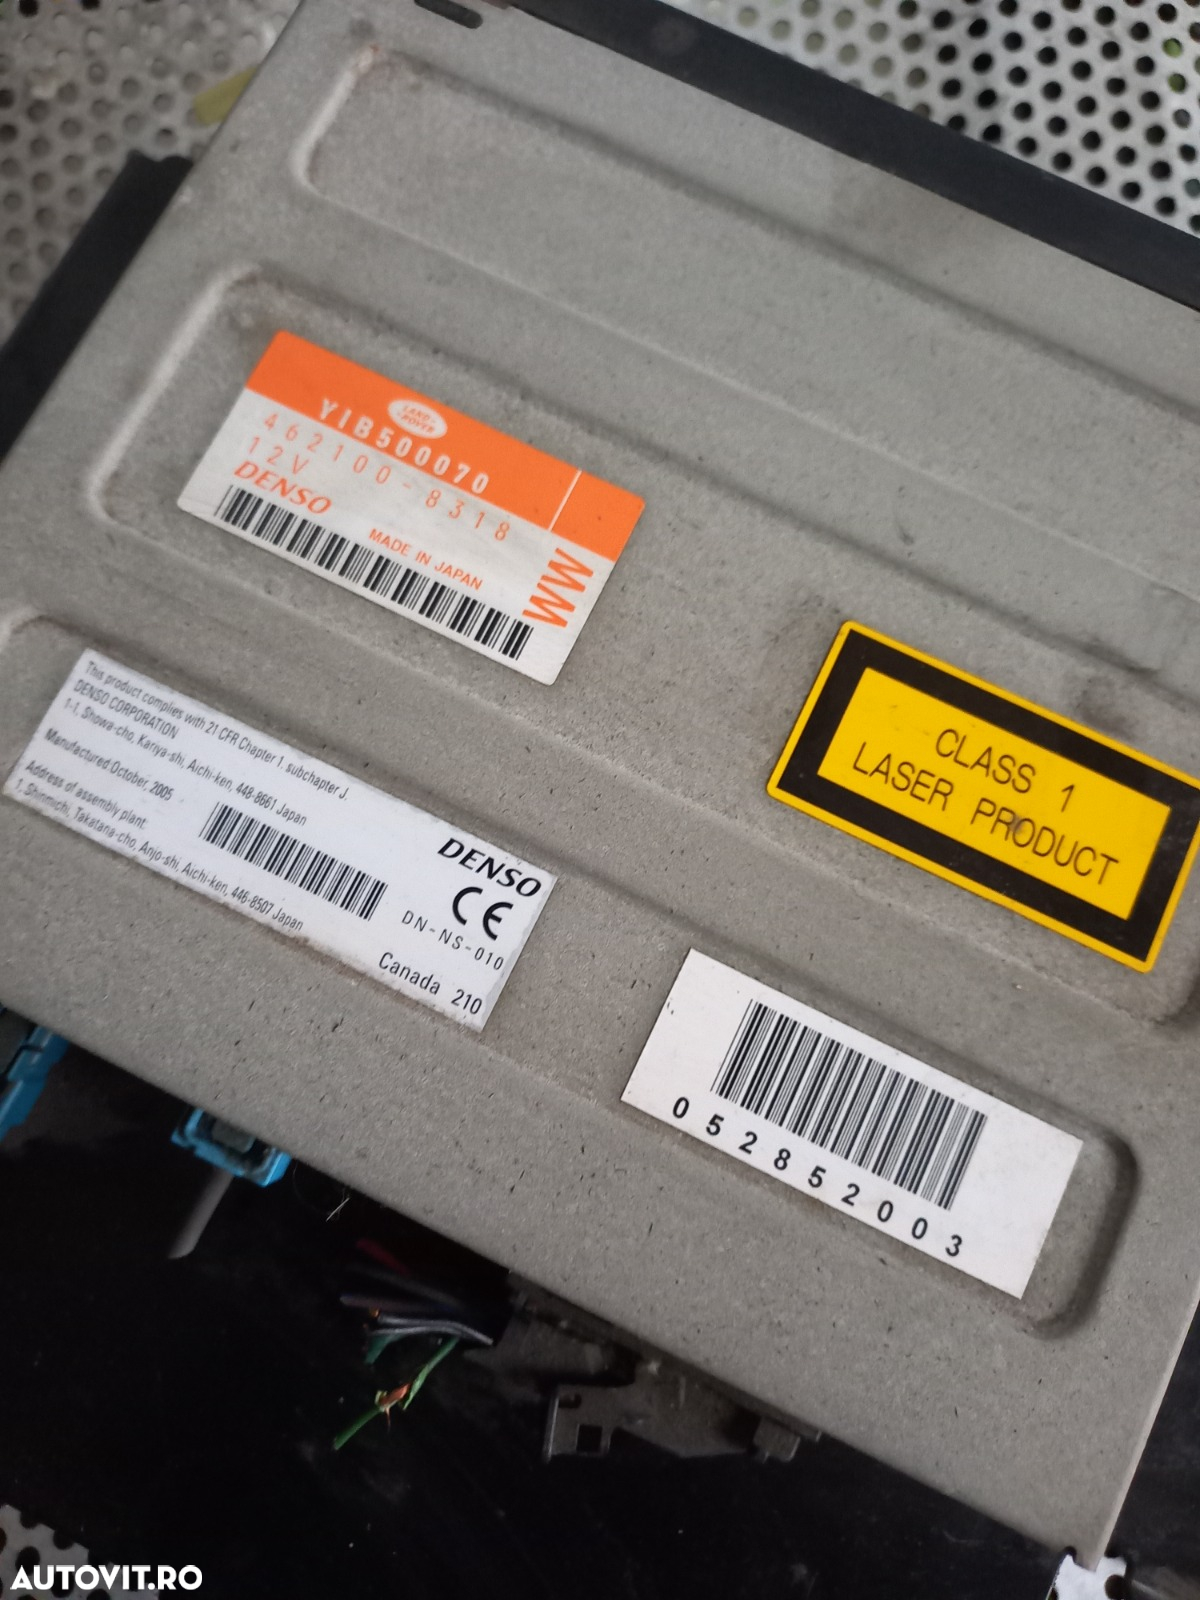 LAND-
ROVER
YIB500070
462100-8318
12V
DENSO
MADE IN JAPAN
WW
CLASS 1
LASER PRODUCT
This product complies with 21 CFR Chapter 1, subchapter J.
DENSO CORPORATION
1-1, Showa-cho, Kariya-shi, Aichi-ken, 448-8661 Japan
Manufactured October, 2005
Address of assembly plant:
1, Shinmichi, Takatana-cho, Anjo-shi, Aichi-ken, 446-8507 Japan
DENSO
CE
DN-NS-010
Canada 210
052852003
AUTOVIT.RO